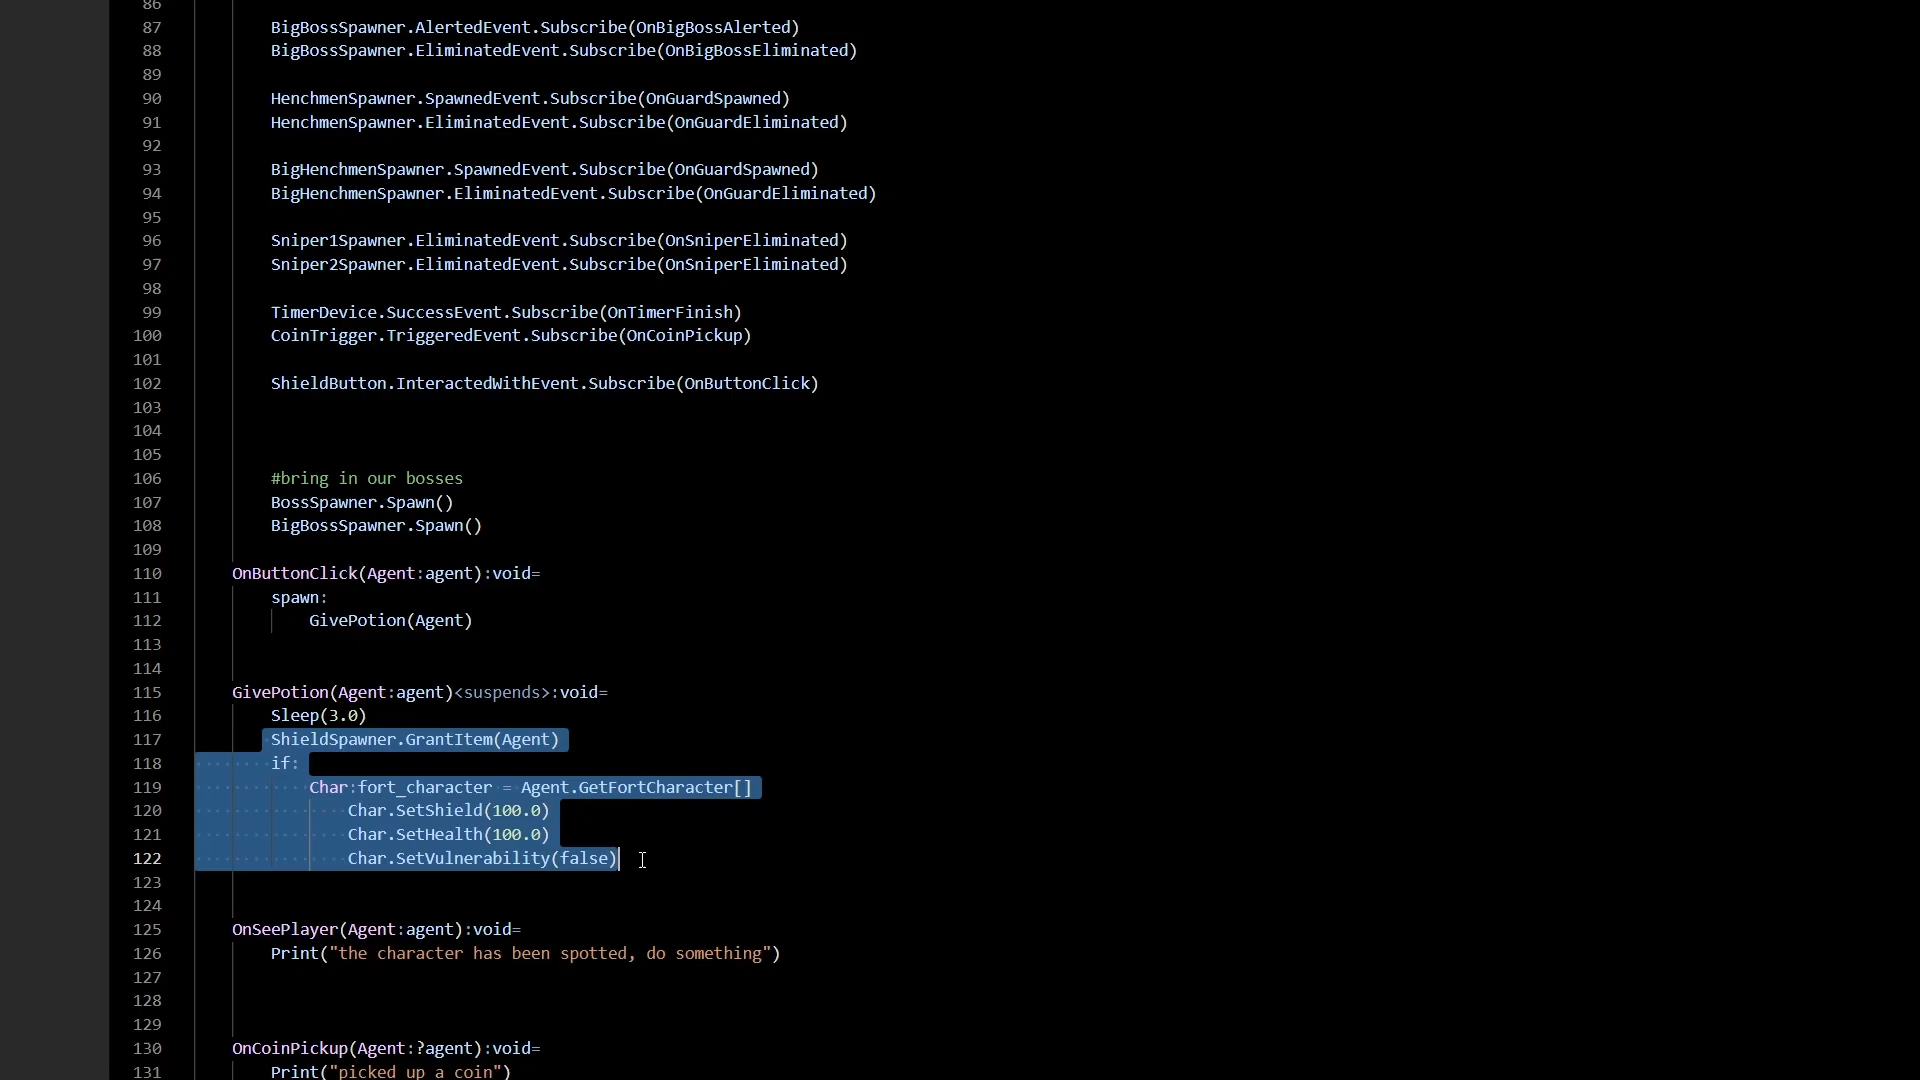 86
87 BigBossSpawner.AlertedEvent.Subscribe(OnBigBossAlerted)
88 BigBossSpawner.EliminatedEvent.Subscribe(OnBigBossEliminated)
89
90 HenchmenSpawner.SpawnedEvent.Subscribe(OnGuardSpawned)
91 HenchmenSpawner.EliminatedEvent.Subscribe(OnGuardEliminated)
92
93 BigHenchmenSpawner.SpawnedEvent.Subscribe(OnGuardSpawned)
94 BigHenchmenSpawner.EliminatedEvent.Subscribe(OnGuardEliminated)
95
96 Sniper1Spawner.EliminatedEvent.Subscribe(OnSniperEliminated)
97 Sniper2Spawner.EliminatedEvent.Subscribe(OnSniperEliminated)
98
99 TimerDevice.SuccessEvent.Subscribe(OnTimerFinish)
100 CoinTrigger.TriggeredEvent.Subscribe(OnCoinPickup)
101
102 ShieldButton.InteractedWithEvent.Subscribe(OnButtonClick)
103
104
105
106 #bring in our bosses
107 BossSpawner.Spawn()
108 BigBossSpawner.Spawn()
109
110 OnButtonClick(Agent:agent):void=
111 spawn:
112 GivePotion(Agent)
113
114
115 GivePotion(Agent:agent)<suspends>:void=
116 Sleep(3.0)
117 ShieldSpawner.GrantItem(Agent)
118 if:
119 Char:fort_character = Agent.GetFortCharacter[]
120 Char.SetShield(100.0)
121 Char.SetHealth(100.0)
122 Char.SetVulnerability(false)
123
124
125 OnSeePlayer(Agent:agent):void=
126 Print("the character has been spotted, do something")
127
128
129
130 OnCoinPickup(Agent:?agent):void=
131 Print("picked up a coin")